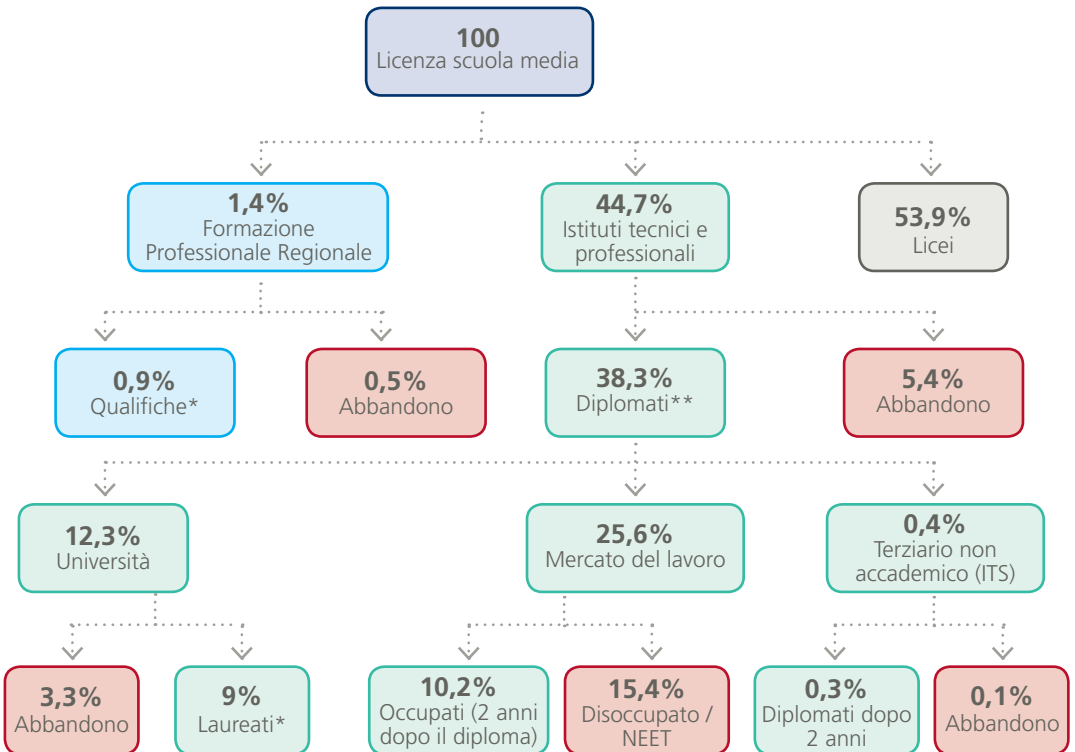 100
Licenza scuola media
1,4%
Formazione
Professionale Regionale
44,7%
Istituti tecnici e
professionali
53,9%
Licei
0,9%
Qualifiche*
0,5%
Abbandono
38,3%
Diplomati**
5,4%
Abbandono
12,3%
Università
25,6%
Mercato del lavoro
0,4%
Terziario non
accademico (ITS)
3,3%
Abbandono
9%
Laureati*
10,2%
Occupati (2 anni
dopo il diploma)
15,4%
Disoccupato /
NEET
0,3%
Diplomati dopo
2 anni
0,1%
Abbandono